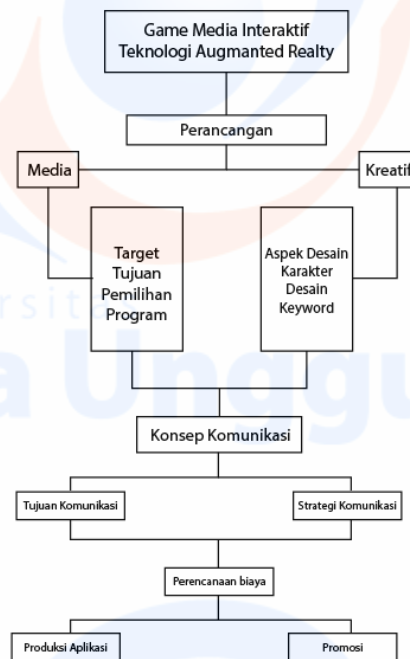 Game Media Interaktif
Teknologi Augmanted Realty
Perancangan
Media
Kreatif
Target
Tujuan
Pemilihan
Program
Aspek Desain
Karakter
Desain
Keyword
Konsep Komunikasi
Tujuan Komunikasi
Strategi Komunikasi
Perencanaan biaya
Produksi Aplikasi
Promosi